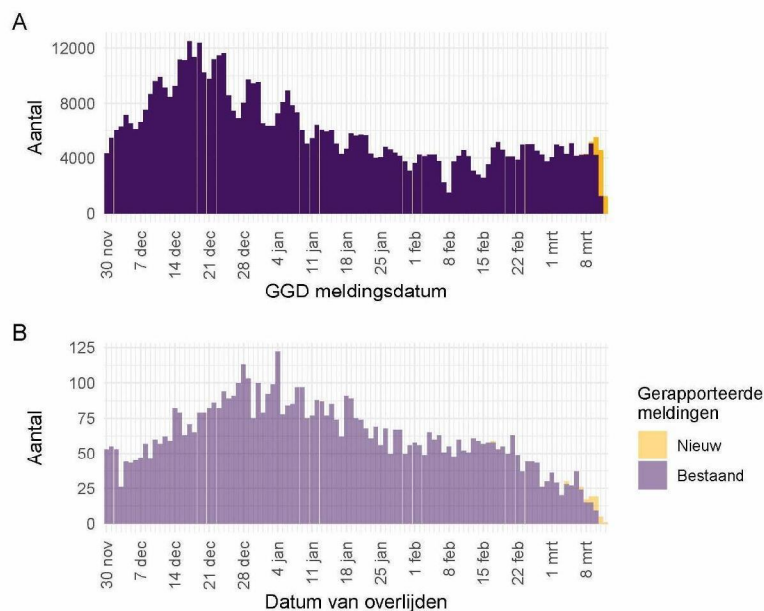 A
12000
8000
4000
0
Aantal
30 nov
7 dec
14 dec
21 dec
28 dec
4 jan
11 jan
18 jan
25 jan
1 feb
8 feb
15 feb
22 feb
1 mrt
8 mrt
GGD meldingsdatum
B
125
100
75
50
25
0
Aantal
30 nov
7 dec
14 dec
21 dec
28 dec
4 jan
11 jan
18 jan
25 jan
1 feb
8 feb
15 feb
22 feb
1 mrt
8 mrt
Datum van overlijden
Gerapporteerde
meldingen
Nieuw
Bestaand